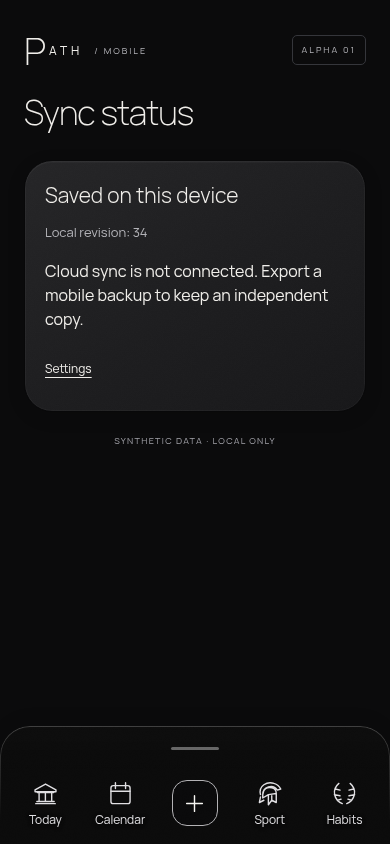 PATH / MOBILE
ALPHA 01
Sync status
Saved on this device
Local revision: 34
Cloud sync is not connected. Export a
mobile backup to keep an independent
copy.
Settings
SYNTHETIC DATA · LOCAL ONLY
Today
Calendar
Sport
Habits